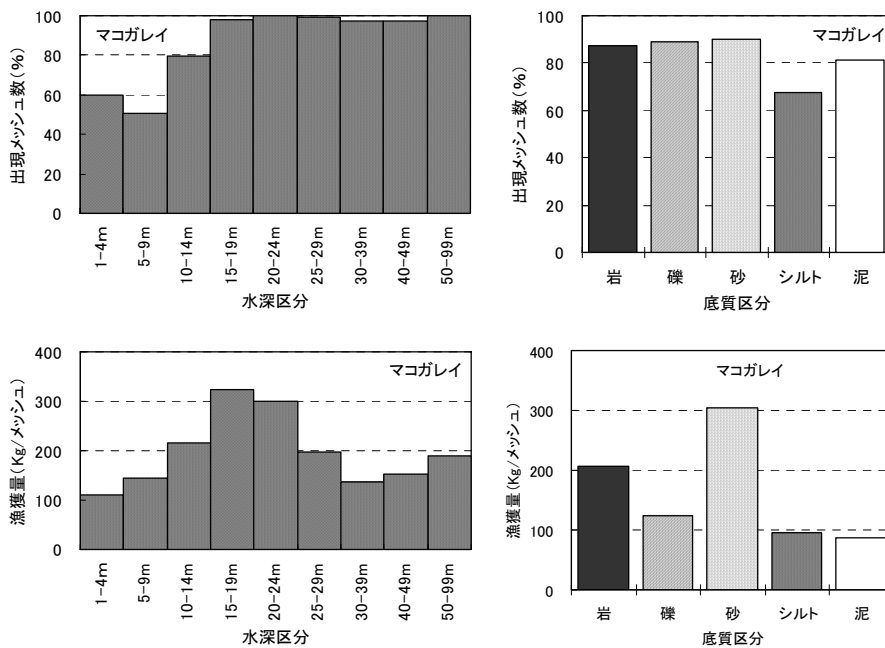 マコガレイ
出現メッシュ数(%)
100
80
60
40
20
0
1-4m
5-9m
10-14m
15-19m
20-24m
25-29m
30-39m
40-49m
50-99m
水深区分
マコガレイ
出現メッシュ数(%)
100
80
60
40
20
0
岩 礫 砂 シルト 泥
底質区分
マコガレイ
漁獲量(Kg/メッシュ)
400
300
200
100
0
1-4m
5-9m
10-14m
15-19m
20-24m
25-29m
30-39m
40-49m
50-99m
水深区分
マコガレイ
漁獲量(Kg/メッシュ)
400
300
200
100
0
岩 礫 砂 シルト 泥
底質区分